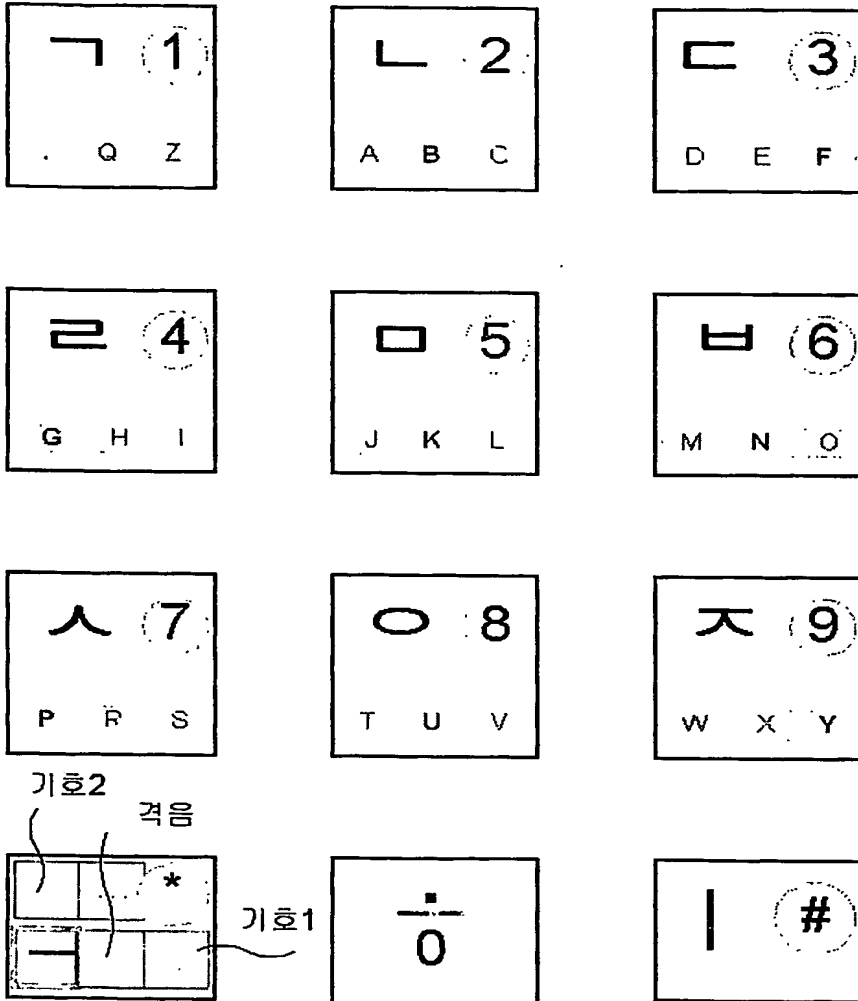 ㄱ 1
. Q Z
ㄴ 2
A B C
ㄷ 3
D E F
ㄹ 4
G H I
ㅁ 5
J K L
ㅂ 6
M N O
ㅅ 7
P R S
ㅇ 8
T U V
ㅈ 9
W X Y
기호2
격음
기호1
*
ㅡ
0
ㅣ #